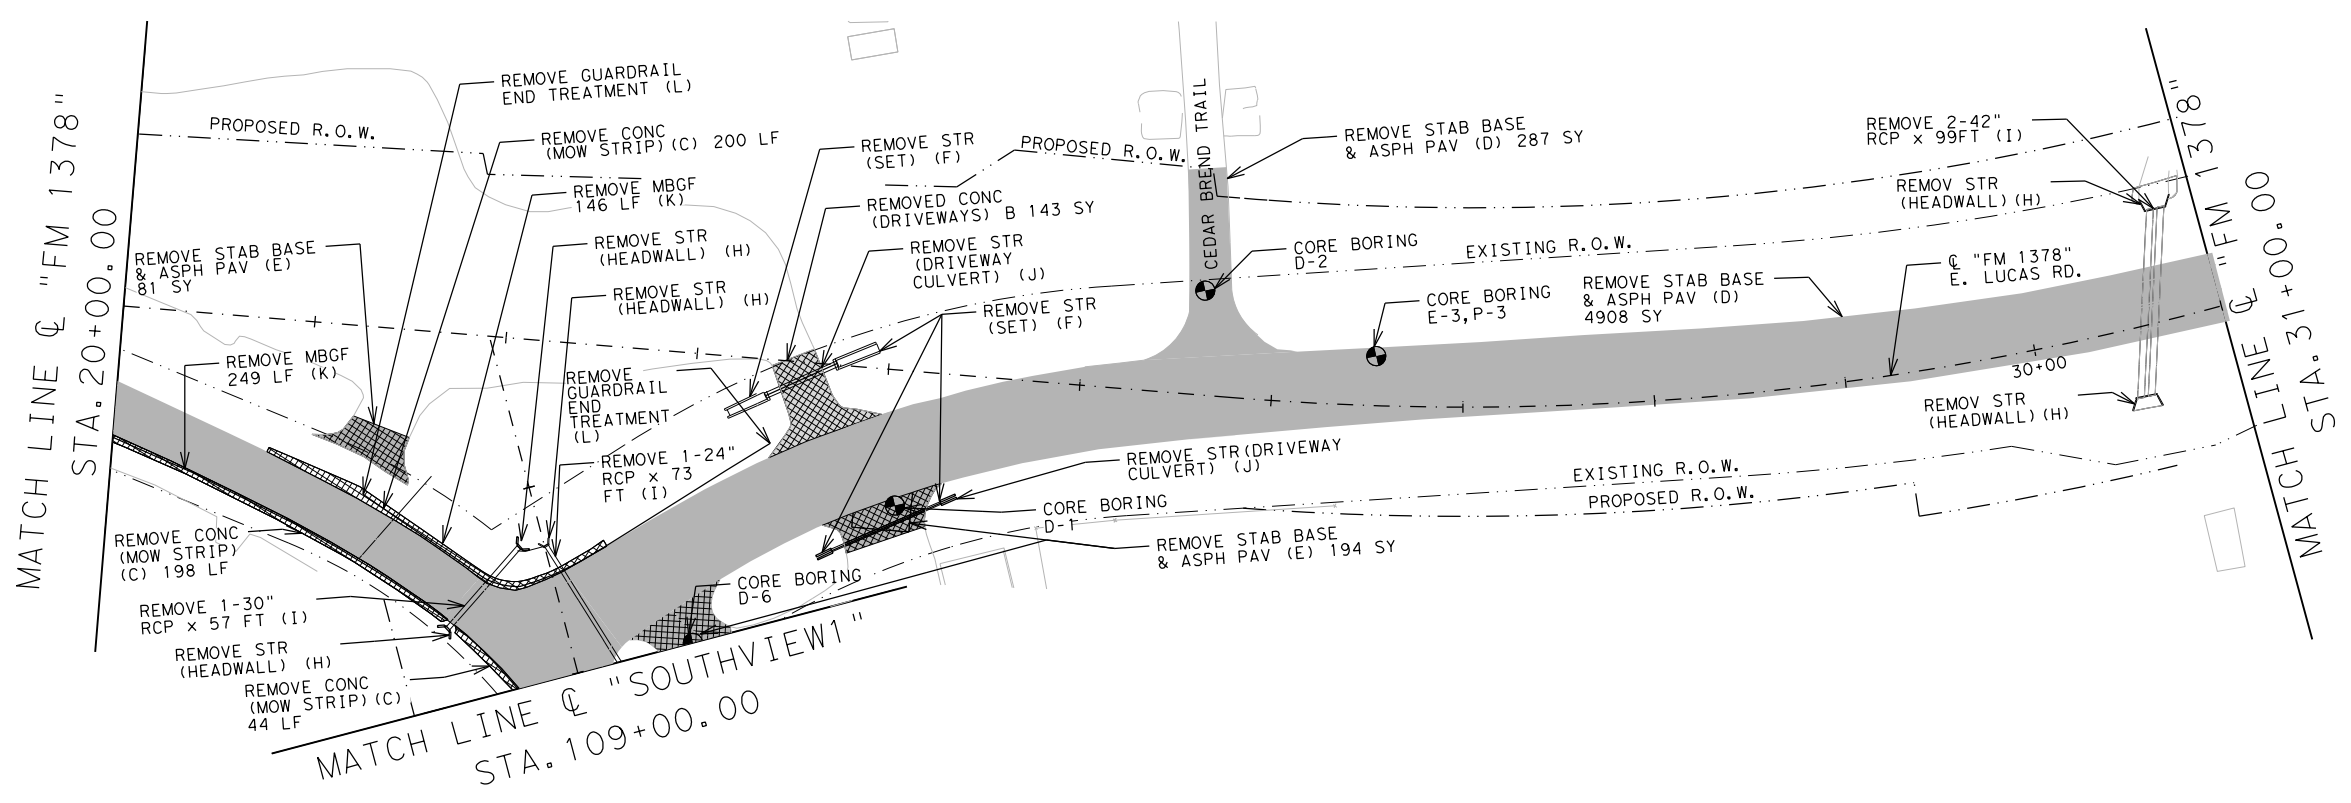 MATCH LINE ℄ "FM 1378"
STA.20+00.00
REMOVE GUARDRAIL
END TREATMENT (L)
PROPOSED R.O.W.
REMOVE CONC
(MOW STRIP)(C) 200 LF
REMOVE MBGF
146 LF (K)
REMOVE STAB BASE
& ASPH PAV (E)
81 SY
REMOVE STR
(HEADWALL) (H)
REMOVE STR
(HEADWALL) (H)
REMOVE MBGF
249 LF (K)
REMOVE
GUARDRAIL
END
TREATMENT
(L)
REMOVE 1-24"
RCP x 73
FT (I)
REMOVE CONC
(MOW STRIP)
(C) 198 LF
REMOVE 1-30"
RCP x 57 FT (I)
REMOVE STR
(HEADWALL) (H)
REMOVE CONC
(MOW STRIP)(C)
44 LF
MATCH LINE ℄ "SOUTHVIEW1"
STA.109+00.00
REMOVE STR
(SET) (F)
PROPOSED R.O.W.
REMOVED CONC
(DRIVEWAYS) B 143 SY
REMOVE STR
(DRIVEWAY
CULVERT) (J)
REMOVE STR
(SET) (F)
CEDAR BREND TRAIL
REMOVE STAB BASE
& ASPH PAV (D) 287 SY
CORE BORING
D-2
EXISTING R.O.W.
CORE BORING
E-3,P-3
REMOVE STAB BASE
& ASPH PAV (D)
4908 SY
℄ "FM 1378"
E. LUCAS RD.
REMOVE 2-42"
RCP x 99FT (I)
REMOV STR
(HEADWALL)(H)
30+00
REMOV STR
(HEADWALL)(H)
REMOVE STR(DRIVEWAY
CULVERT) (J)
CORE BORING
D-1
REMOVE STAB BASE
& ASPH PAV (E) 194 SY
CORE BORING
D-6
EXISTING R.O.W.
PROPOSED R.O.W.
MATCH LINE ℄ "FM 1378"
STA.31+00.00